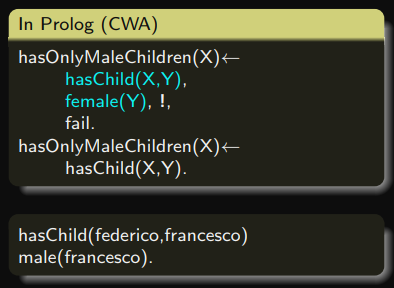 In Prolog (CWA)
hasOnlyMaleChildren(X)←
hasChild(X,Y),
female(Y), !,
fail.
hasOnlyMaleChildren(X)←
hasChild(X,Y).
hasChild(federico,francesco)
male(francesco).